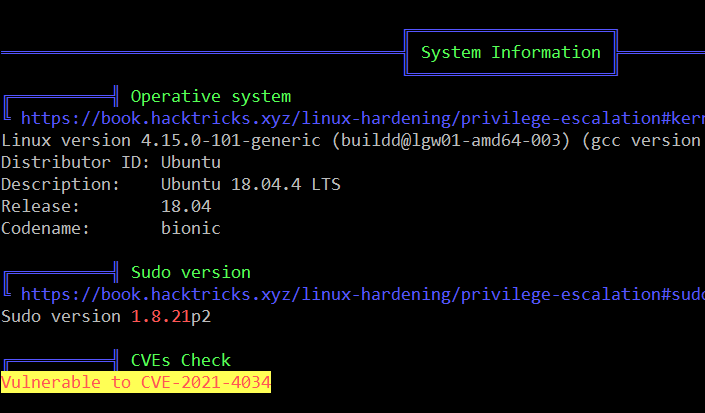 System Information
Operative system
https://book.hacktricks.xyz/linux-hardening/privilege-escalation#kern
Linux version 4.15.0-101-generic (buildd@lgw01-amd64-003) (gcc version
Distributor ID: Ubuntu
Description:    Ubuntu 18.04.4 LTS
Release:        18.04
Codename:       bionic
Sudo version
https://book.hacktricks.xyz/linux-hardening/privilege-escalation#sudo
Sudo version 1.8.21p2
CVEs Check
Vulnerable to CVE-2021-4034